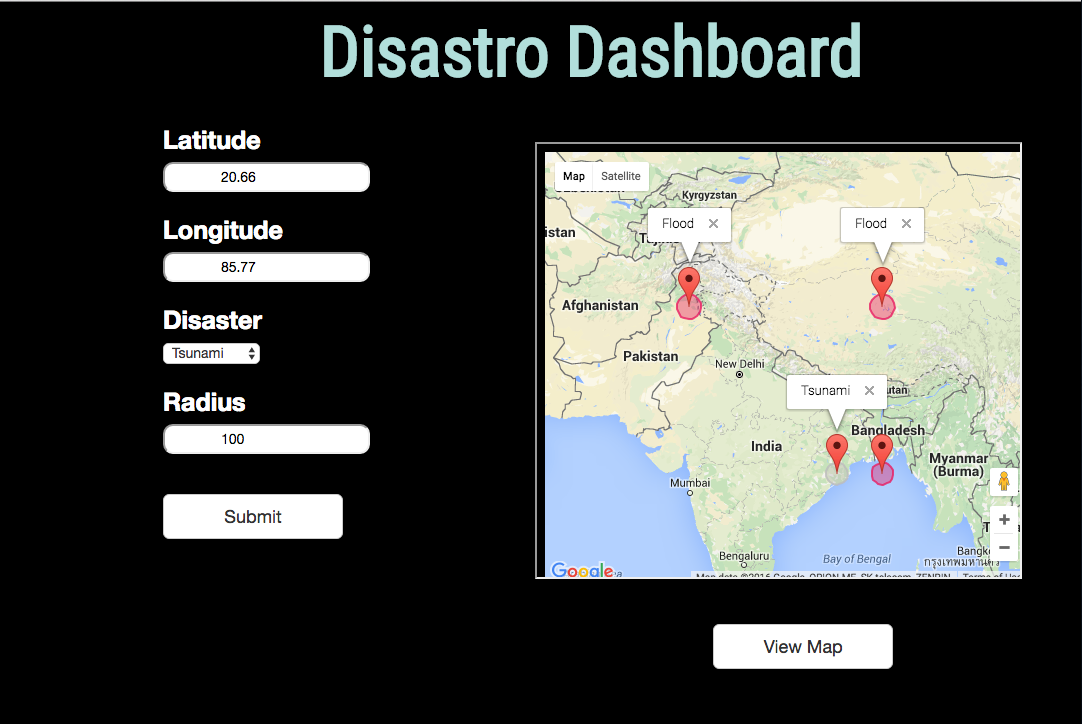 Disastro Dashboard
Latitude
20.66
Longitude
85.77
Disaster
Tsunami
Radius
100
Submit
Map Satellite
Kyrgyzstan
Flood
Flood
istan
Afghanistan
Pakistan
New Delhi
Tsunami
utan
Bangladesh
India
Myanmar
(Burma)
Mumbai
Bengaluru
Bay of Bengal
Bangk
กรุงเทพมหานคร
Google
Map data ©2016 Google, ORION-ME, SK telecom, ZENRIN Terms of Use
View Map